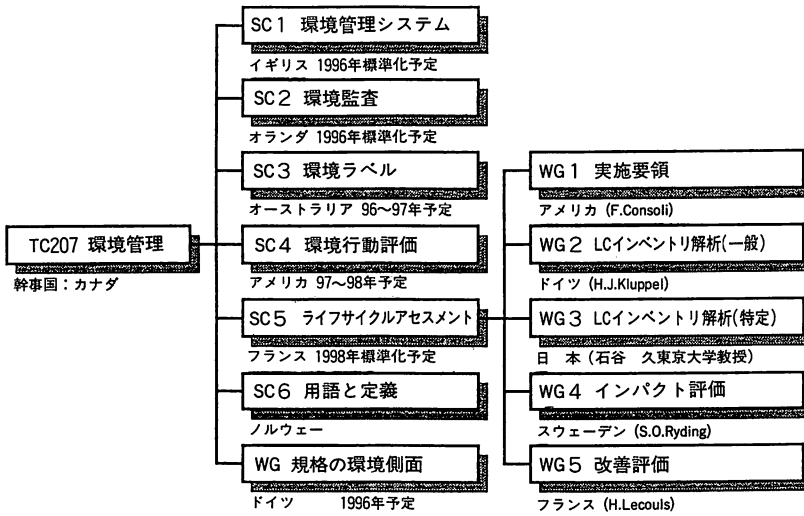 TC207 環境管理
幹事国：カナダ
SC1 環境管理システム
イギリス 1996年標準化予定
SC2 環境監査
オランダ 1996年標準化予定
SC3 環境ラベル
オーストラリア 96〜97年予定
SC4 環境行動評価
アメリカ 97〜98年予定
SC5 ライフサイクルアセスメント
フランス 1998年標準化予定
SC6 用語と定義
ノルウェー
WG 規格の環境側面
ドイツ 1996年予定
WG1 実施要領
アメリカ (F.Consoli)
WG2 LCインベントリ解析(一般)
ドイツ (H.J.Kluppel)
WG3 LCインベントリ解析(特定)
日 本 (石谷 久東京大学教授)
WG4 インパクト評価
スウェーデン (S.O.Ryding)
WG5 改善評価
フランス (H.Lecouls)